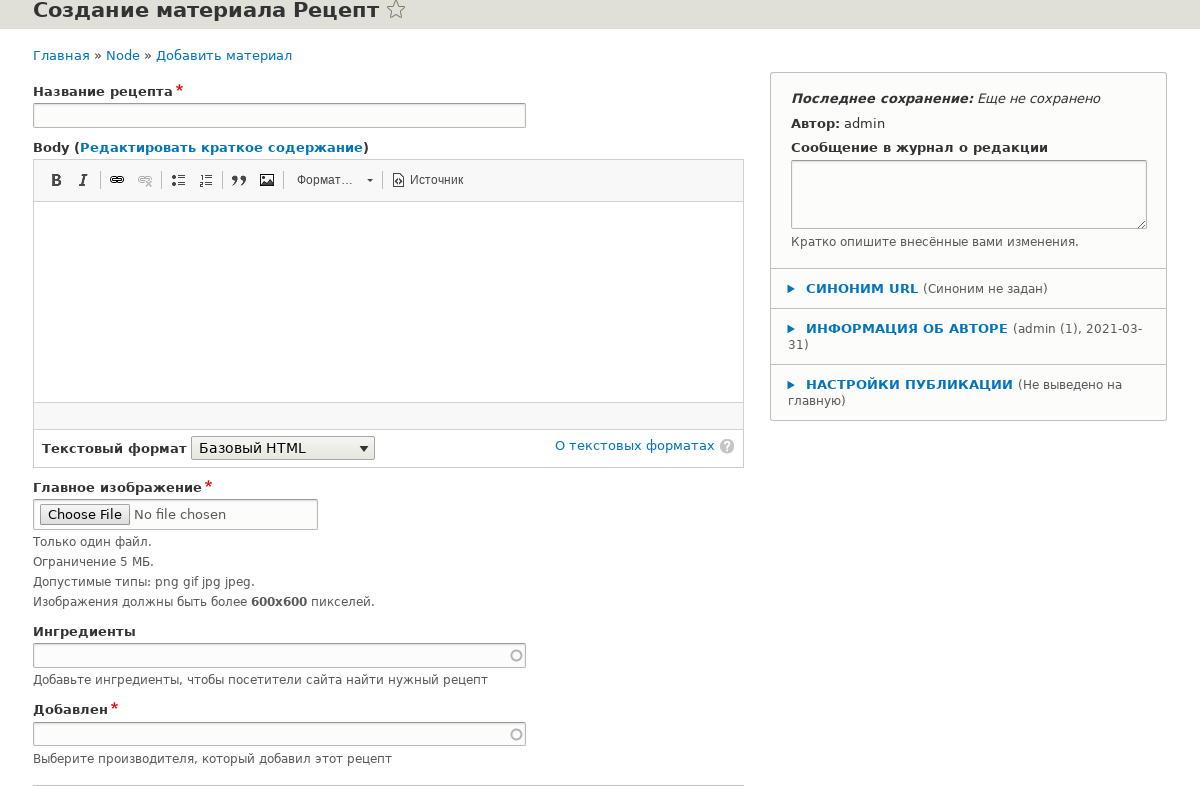 Создание материала Рецепт
Главная » Node » Добавить материал
Название рецепта *
Body (Редактировать краткое содержание)
B I Формат... Источник
Текстовый формат Базовый HTML
О текстовых форматах ?
Главное изображение *
Choose File No file chosen
Только один файл.
Ограничение 5 МБ.
Допустимые типы: png gif jpg jpeg.
Изображения должны быть более 600x600 пикселей.
Ингредиенты
Добавьте ингредиенты, чтобы посетители сайта найти нужный рецепт
Добавлен *
Выберите производителя, который добавил этот рецепт
Последнее сохранение: Еще не сохранено
Автор: admin
Сообщение в журнал о редакции
Кратко опишите внесённые вами изменения.
СИНОНИМ URL (Синоним не задан)
ИНФОРМАЦИЯ ОБ АВТОРЕ (admin (1), 2021-03-
31)
НАСТРОЙКИ ПУБЛИКАЦИИ (Не выведено на
главную)